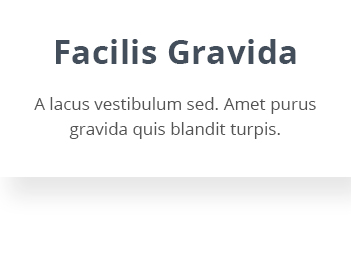 Facilis Gravida
A lacus vestibulum sed. Amet purus
gravida quis blandit turpis.